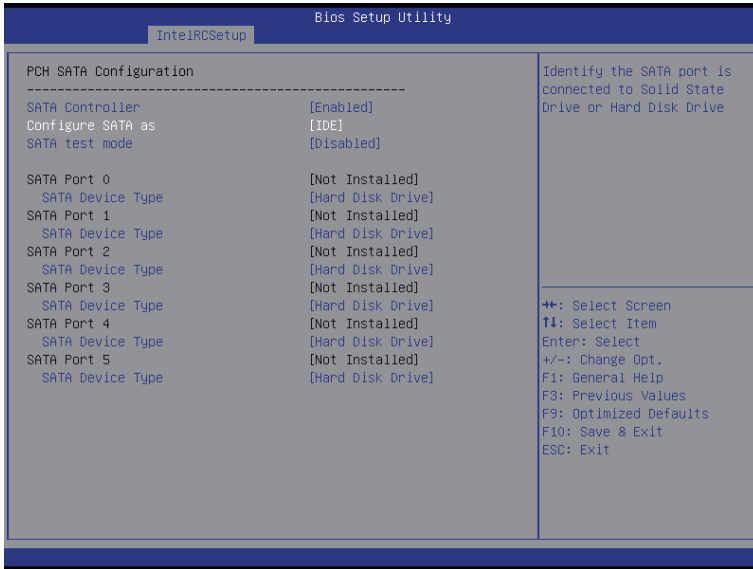 Bios Setup Utility
IntelRCSetup
PCH SATA Configuration
--------------------------------------------------
SATA Controller [Enabled]
Configure SATA as [IDE]
SATA test mode [Disabled]
SATA Port 0 [Not Installed]
SATA Device Type [Hard Disk Drive]
SATA Port 1 [Not Installed]
SATA Device Type [Hard Disk Drive]
SATA Port 2 [Not Installed]
SATA Device Type [Hard Disk Drive]
SATA Port 3 [Not Installed]
SATA Device Type [Hard Disk Drive]
SATA Port 4 [Not Installed]
SATA Device Type [Hard Disk Drive]
SATA Port 5 [Not Installed]
SATA Device Type [Hard Disk Drive]
Identify the SATA port is
connected to Solid State
Drive or Hard Disk Drive
→←: Select Screen
↑↓: Select Item
Enter: Select
+/-: Change Opt.
F1: General Help
F3: Previous Values
F9: Optimized Defaults
F10: Save & Exit
ESC: Exit